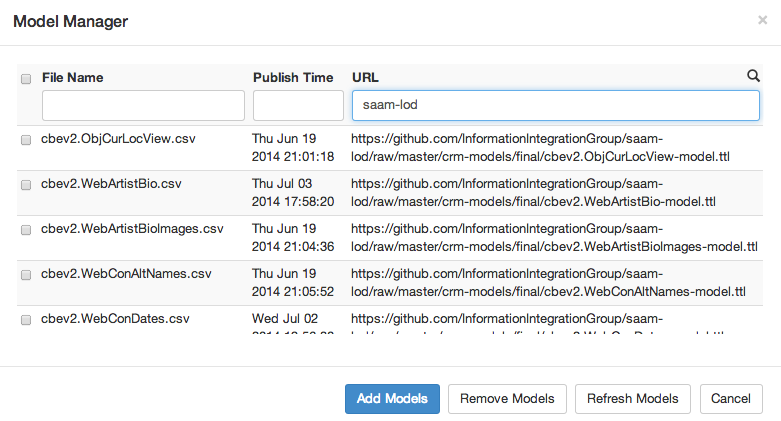 Model Manager ×
File Name Publish Time URL
saam-lod
cbev2.ObjCurLocView.csv Thu Jun 19 https://github.com/InformationIntegrationGroup/saam-
2014 21:01:18 lod/raw/master/crm-models/final/cbev2.ObjCurLocView-model.ttl
cbev2.WebArtistBio.csv Thu Jul 03 https://github.com/InformationIntegrationGroup/saam-
2014 17:58:20 lod/raw/master/crm-models/final/cbev2.WebArtistBio-model.ttl
cbev2.WebArtistBioImages.csv Thu Jun 19 https://github.com/InformationIntegrationGroup/saam-
2014 21:04:36 lod/raw/master/crm-models/final/cbev2.WebArtistBioImages-model.ttl
cbev2.WebConAltNames.csv Thu Jun 19 https://github.com/InformationIntegrationGroup/saam-
2014 21:05:52 lod/raw/master/crm-models/final/cbev2.WebConAltNames-model.ttl
cbev2.WebConDates.csv Wed Jul 02 https://github.com/InformationIntegrationGroup/saam-
Add Models Remove Models Refresh Models Cancel